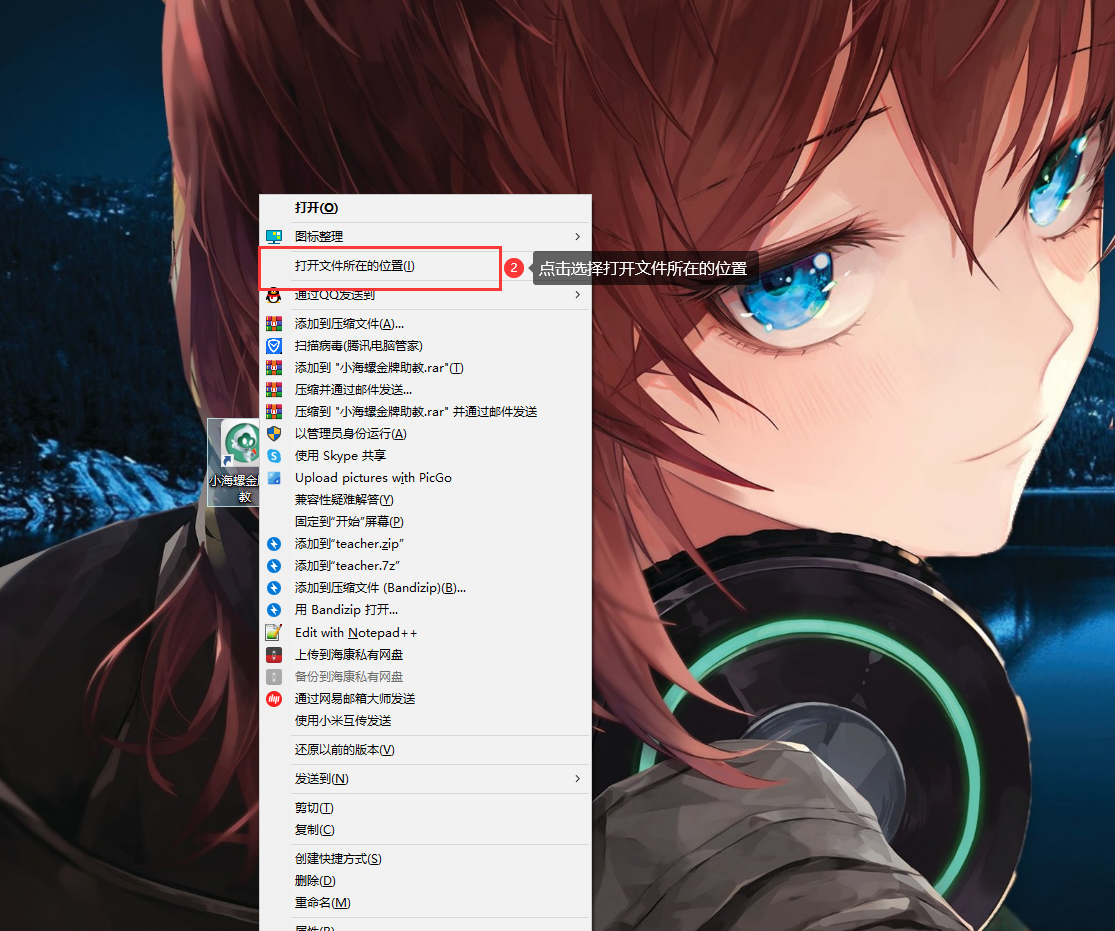 打开(O)
图标整理
打开文件所在的位置(I)
2 点击选择打开文件所在的位置
通过QQ发送到
添加到压缩文件(A)...
扫描病毒(腾讯电脑管家)
添加到 "小海螺金牌助教.rar"(T)
压缩并通过邮件发送...
压缩到 "小海螺金牌助教.rar" 并通过邮件发送
以管理员身份运行(A)
使用 Skype 共享
小海螺金
教
Upload pictures with PicGo
兼容性疑难解答(Y)
固定到"开始"屏幕(P)
添加到"teacher.zip"
添加到"teacher.7z"
添加到压缩文件 (Bandizip)(B)...
用 Bandizip 打开...
Edit with Notepad++
上传到海康私有网盘
备份到海康私有网盘
通过网易邮箱大师发送
使用小米互传发送
还原以前的版本(V)
发送到(N)
剪切(T)
复制(C)
创建快捷方式(S)
删除(D)
重命名(M)
属性(R)